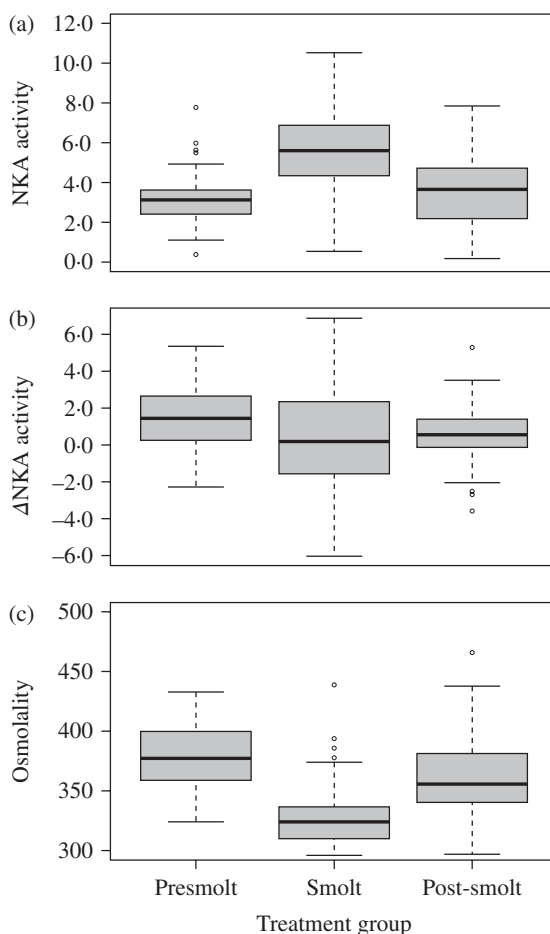 (a)
NKA activity
12·0
10·0
8·0
6·0
4·0
2·0
0·0
(b)
ΔNKA activity
6·0
4·0
2·0
0·0
–2·0
–4·0
–6·0
(c)
Osmolality
500
450
400
350
300
Presmolt Smolt Post-smolt
Treatment group